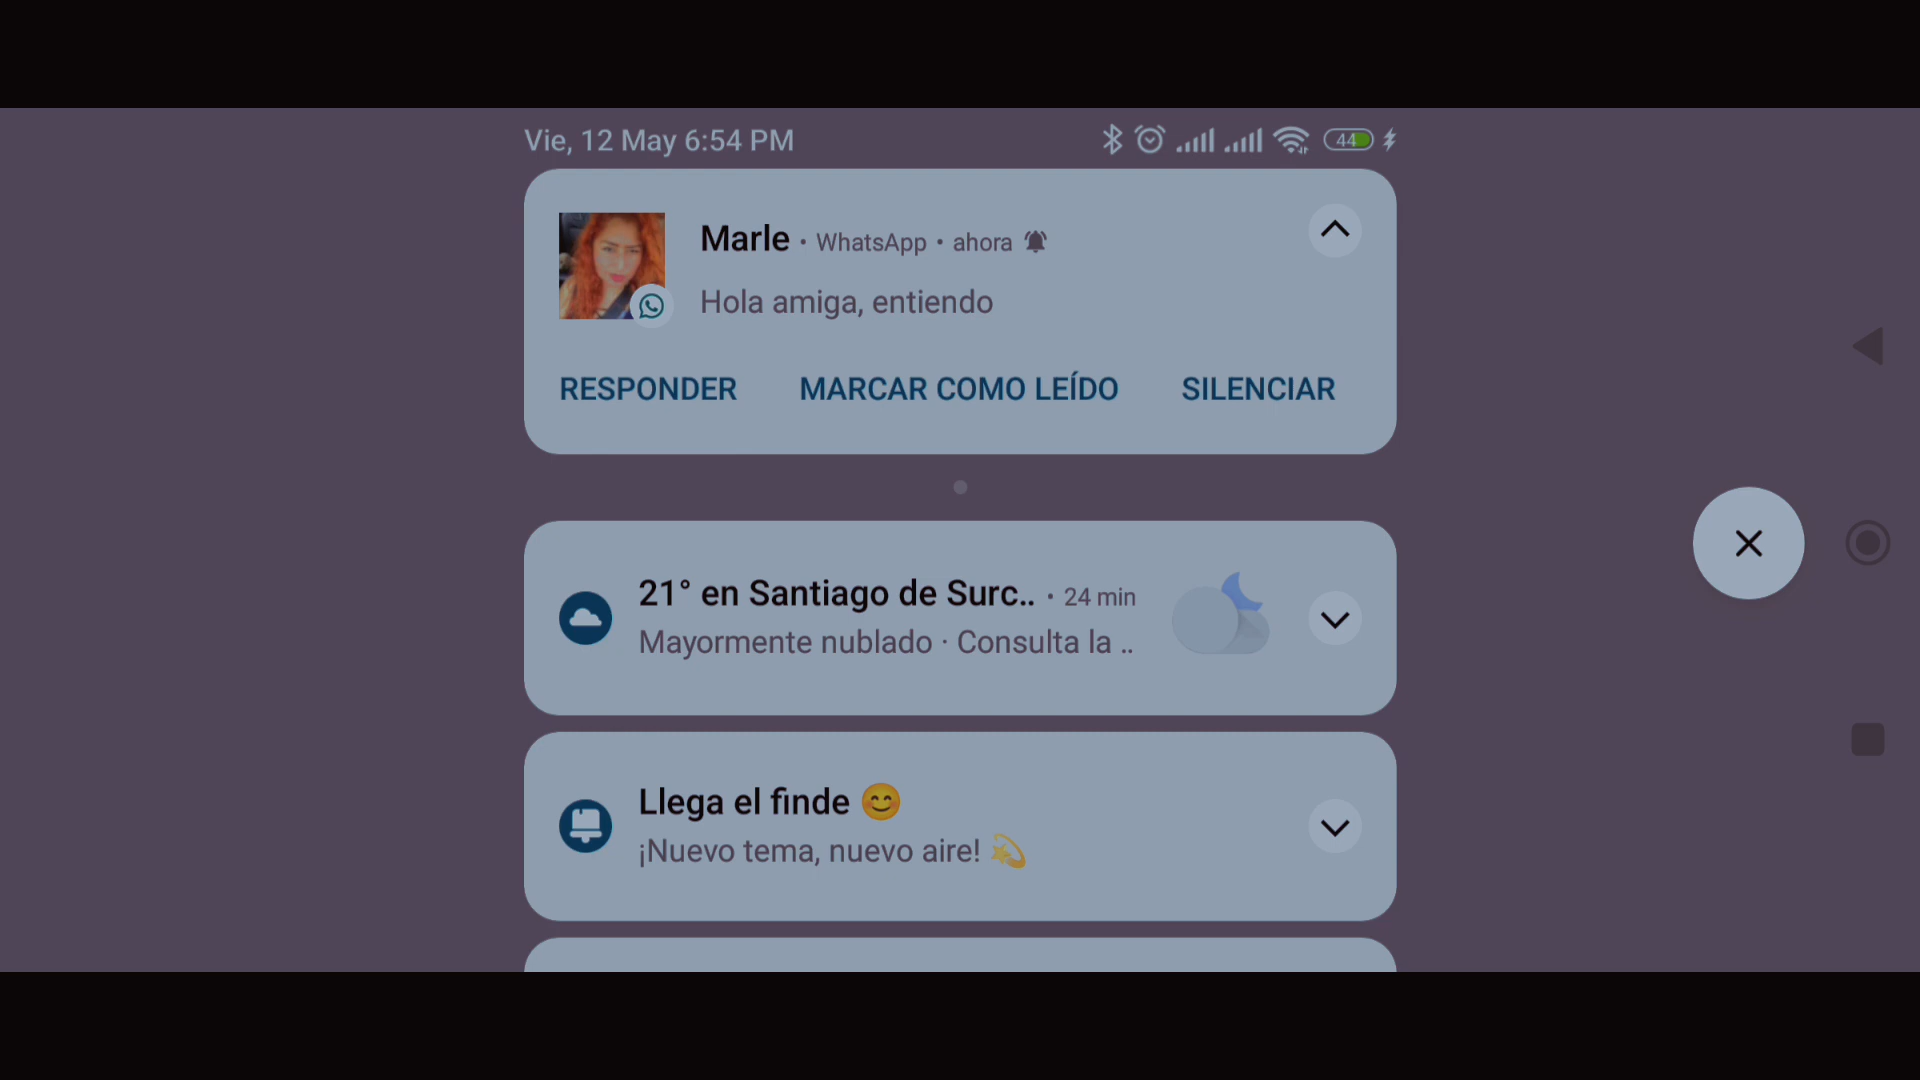 Vie, 12 May 6:54 PM
44
Marle • WhatsApp • ahora
Hola amiga, entiendo
RESPONDER MARCAR COMO LEÍDO SILENCIAR
21° en Santiago de Surc.. • 24 min
Mayormente nublado · Consulta la ..
Llega el finde 😊
¡Nuevo tema, nuevo aire! 💫